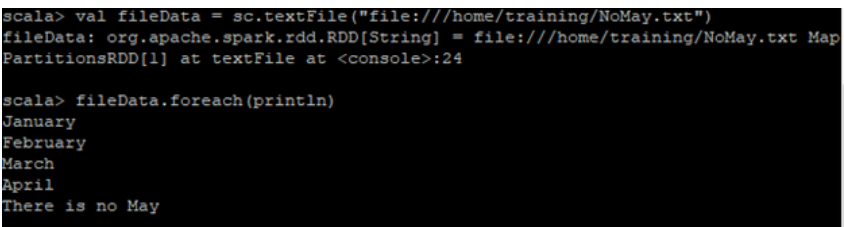 scala> val fileData = sc.textFile("file:///home/training/NoMay.txt")
fileData: org.apache.spark.rdd.RDD[String] = file:///home/training/NoMay.txt Map
PartitionsRDD[1] at textFile at <console>:24
scala> fileData.foreach(println)
January
February
March
April
There is no May